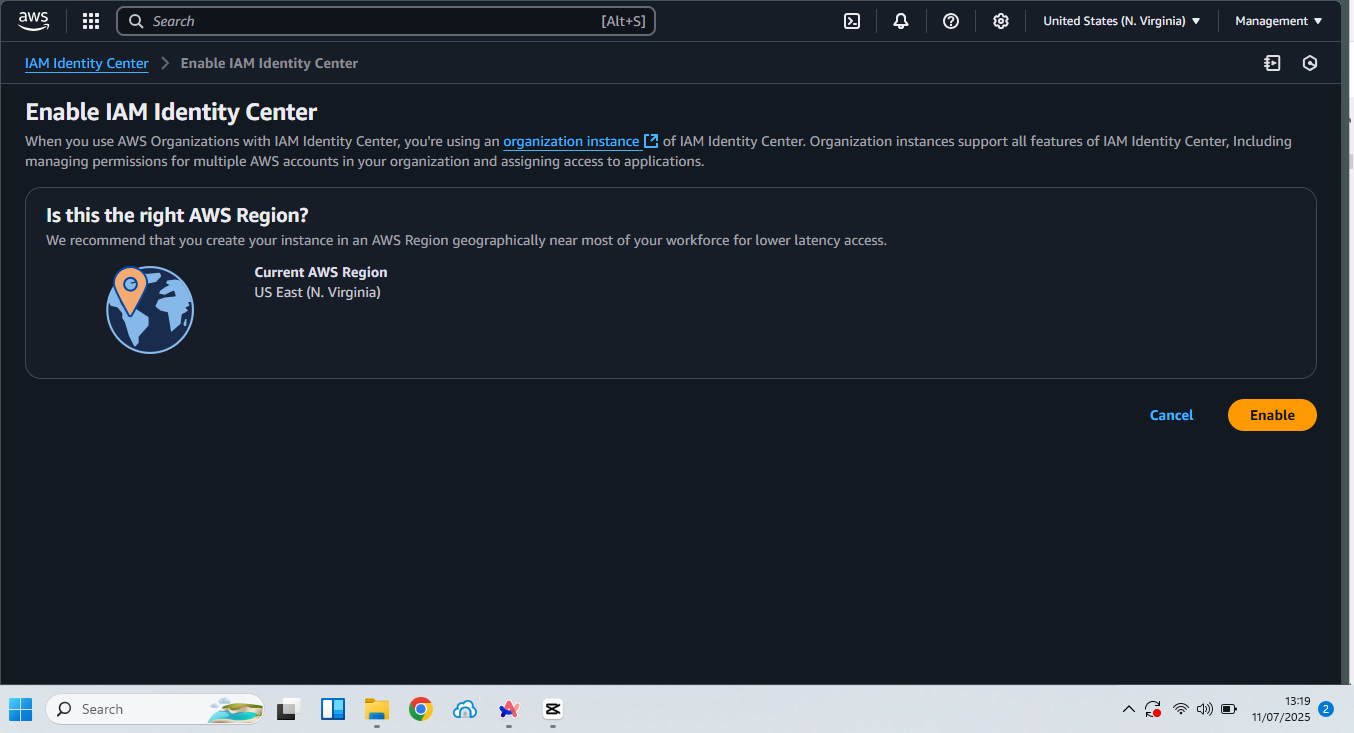 aws
Search
[Alt+S]
United States (N. Virginia)
Management
IAM Identity Center
Enable IAM Identity Center
Enable IAM Identity Center
When you use AWS Organizations with IAM Identity Center, you're using an organization instance of IAM Identity Center. Organization instances support all features of IAM Identity Center, Including
managing permissions for multiple AWS accounts in your organization and assigning access to applications.
Is this the right AWS Region?
We recommend that you create your instance in an AWS Region geographically near most of your workforce for lower latency access.
Current AWS Region
US East (N. Virginia)
Cancel
Enable
Search
13:19
11/07/2025
2